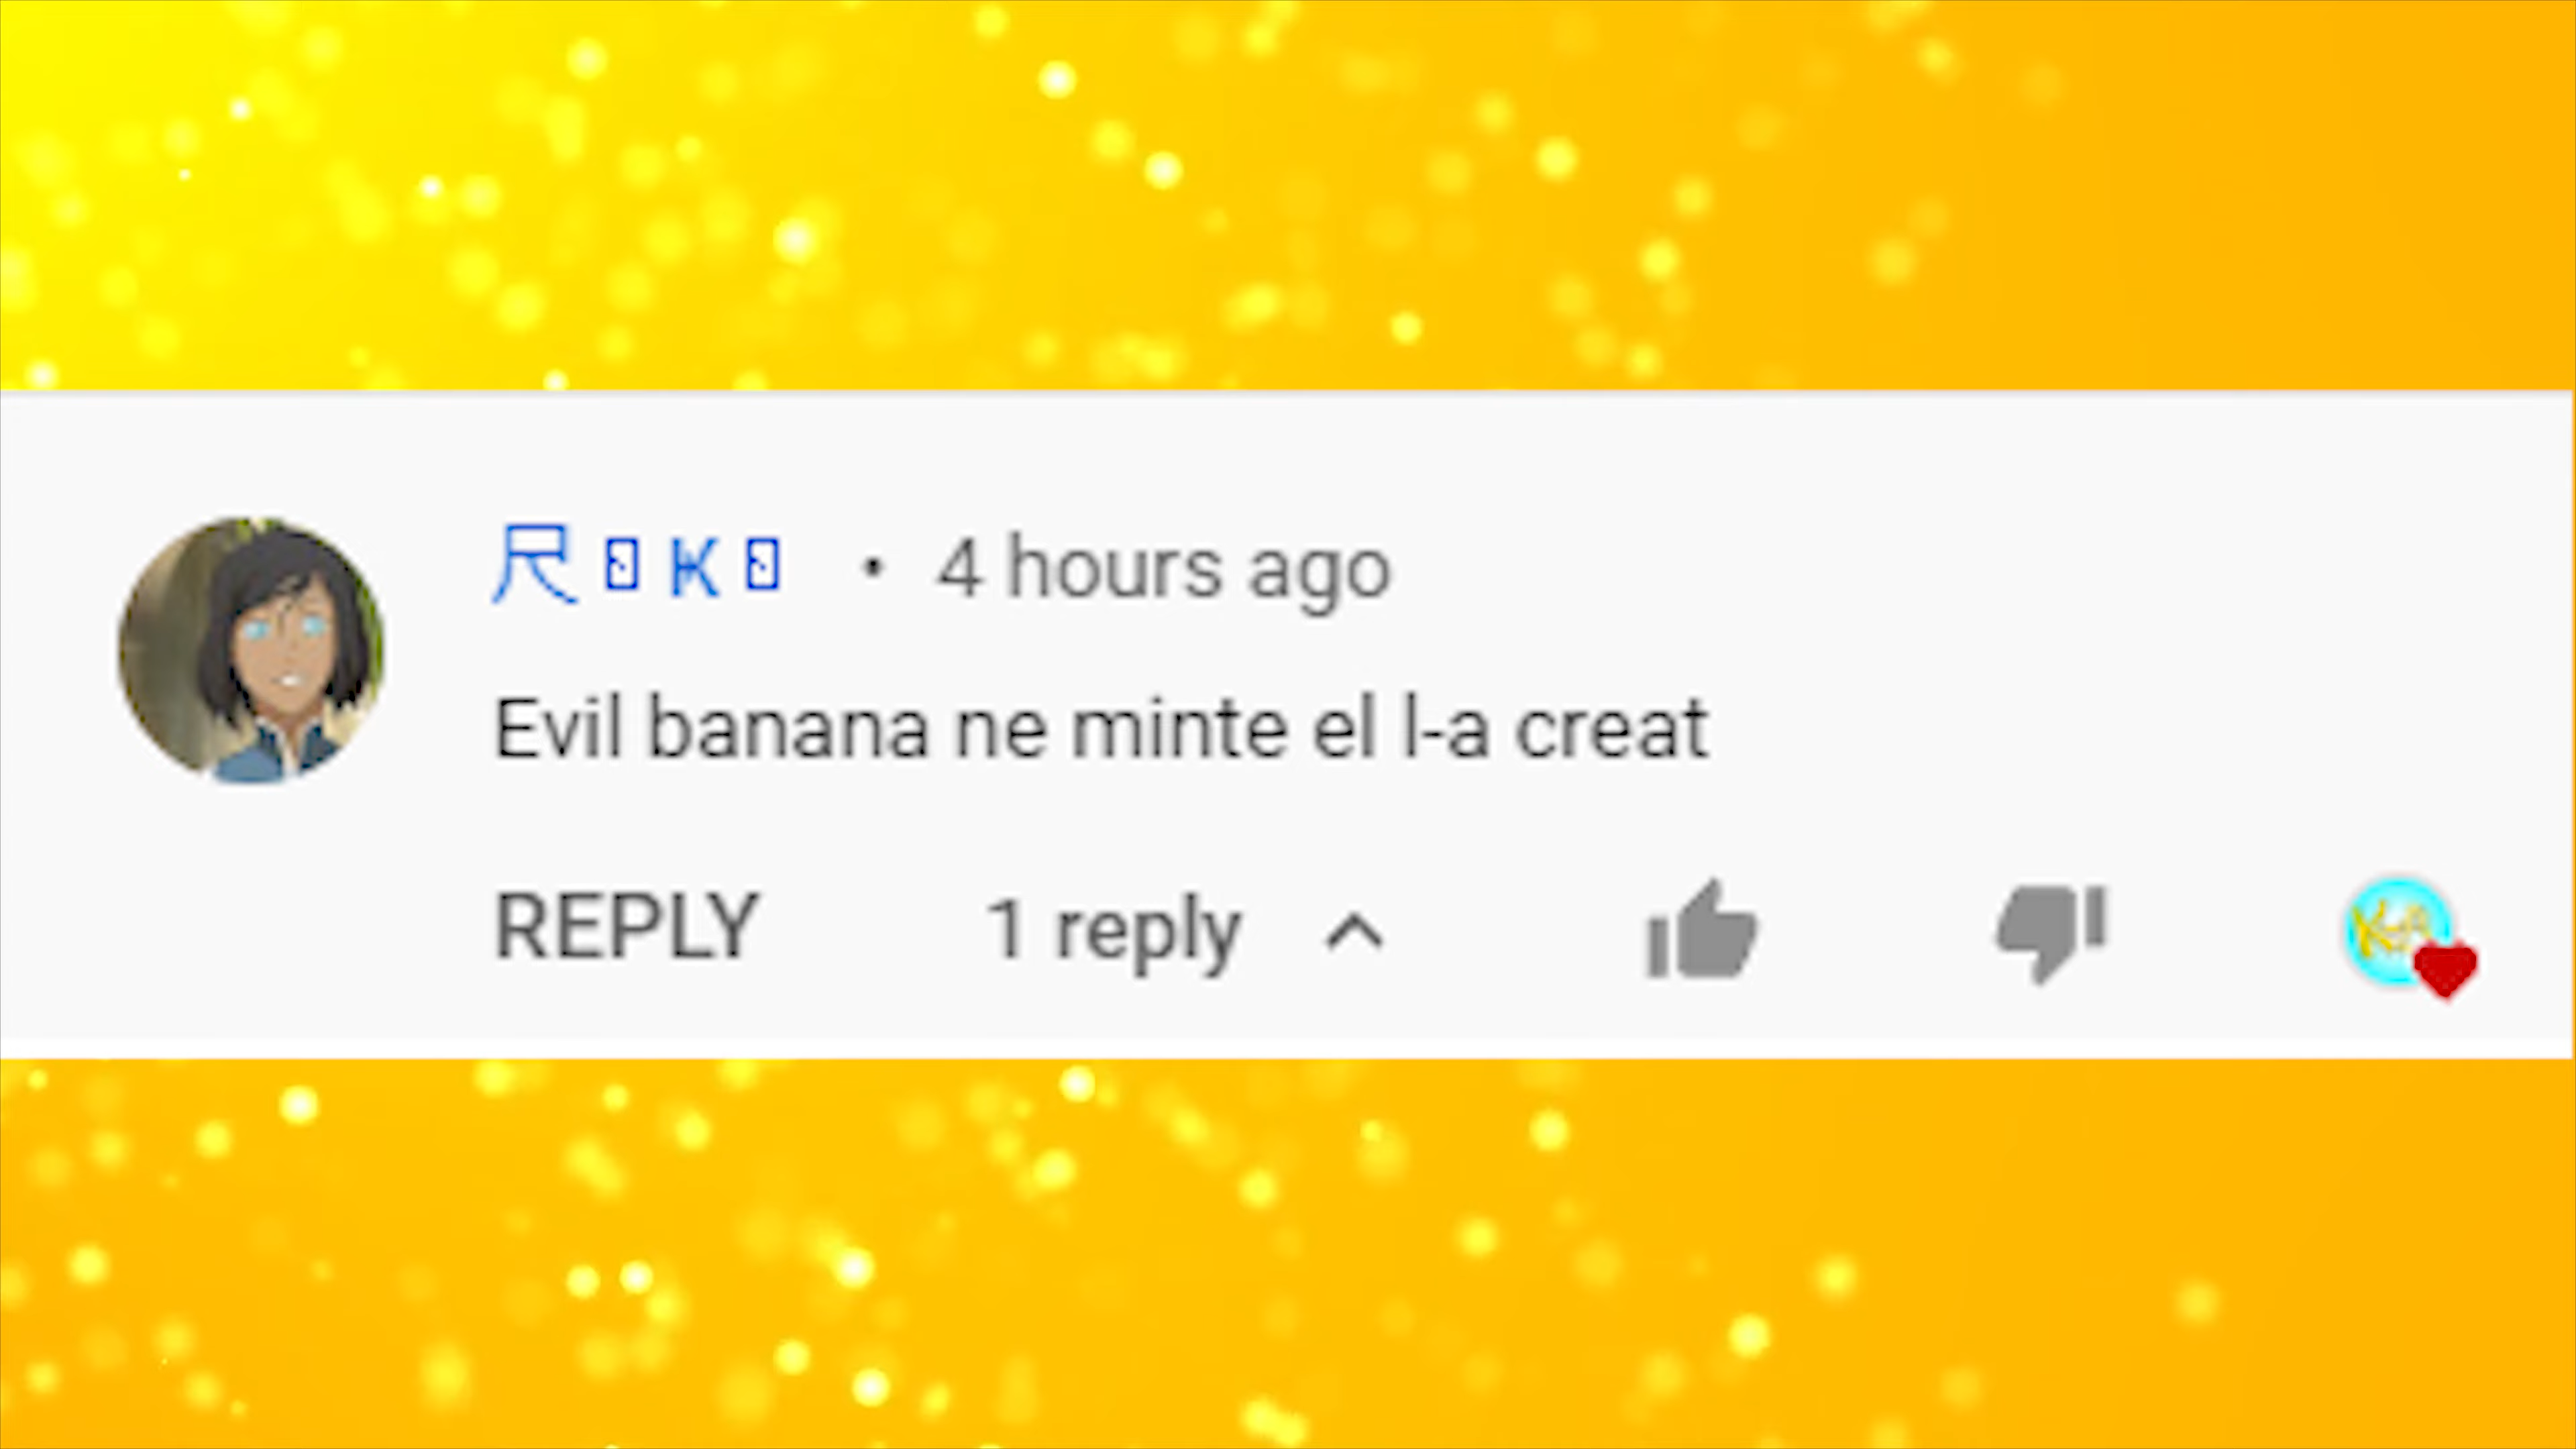 尺 K • 4 hours ago
Evil banana ne minte el l-a creat
REPLY 1 reply